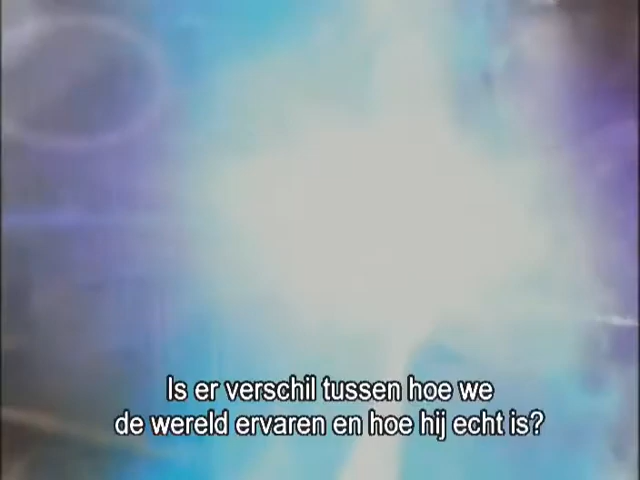 Is er verschil tussen hoe we
de wereld ervaren en hoe hij echt is?